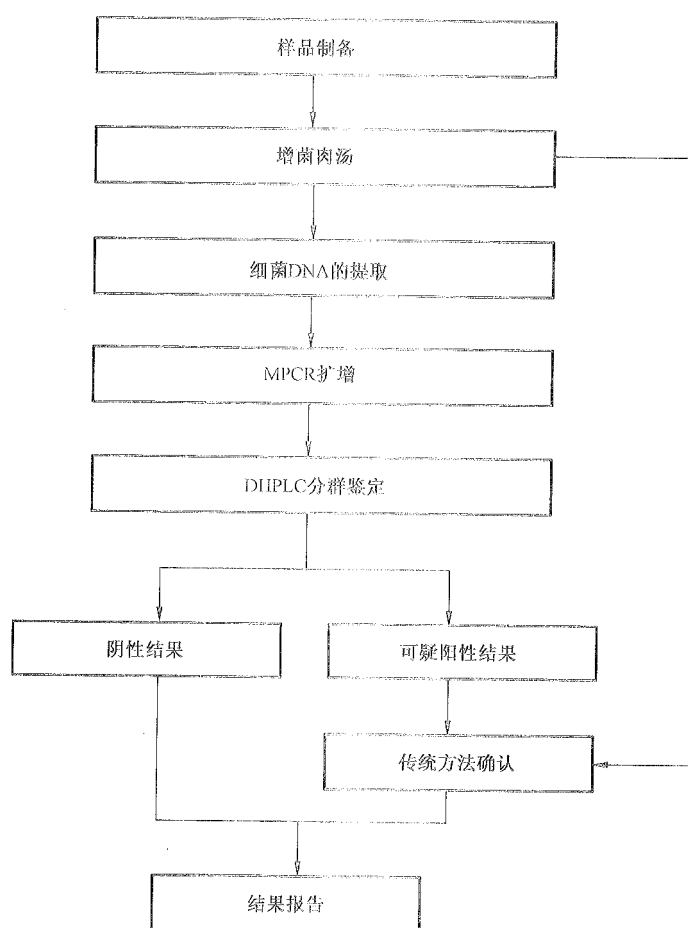 样品制备
增菌肉汤
细菌DNA的提取
MPCR扩增
DHPLC分群鉴定
阴性结果
可疑阳性结果
传统方法确认
结果报告